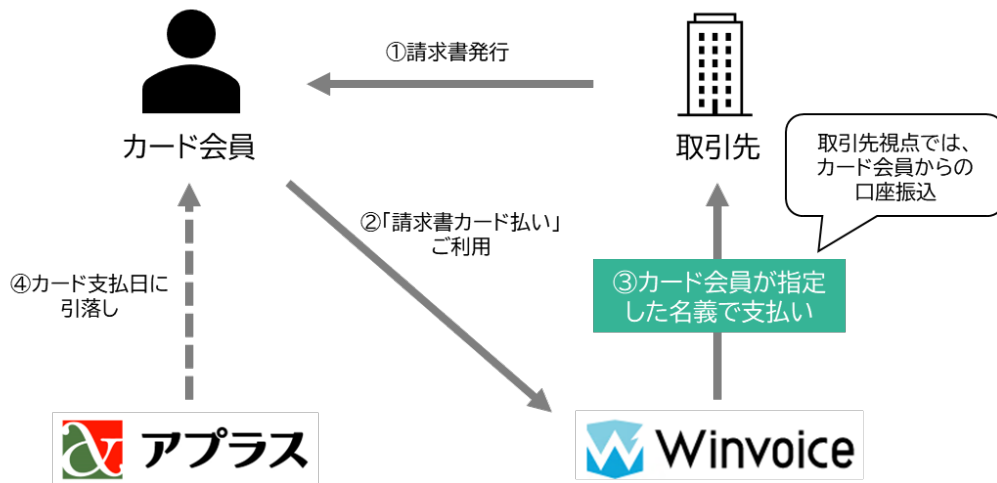 ①請求書発行
カード会員
取引先
取引先視点では、
カード会員からの
口座振込
②「請求書カード払い」
ご利用
③カード会員が指定
した名義で支払い
④カード支払日に
引落し
アプラス
Winvoice